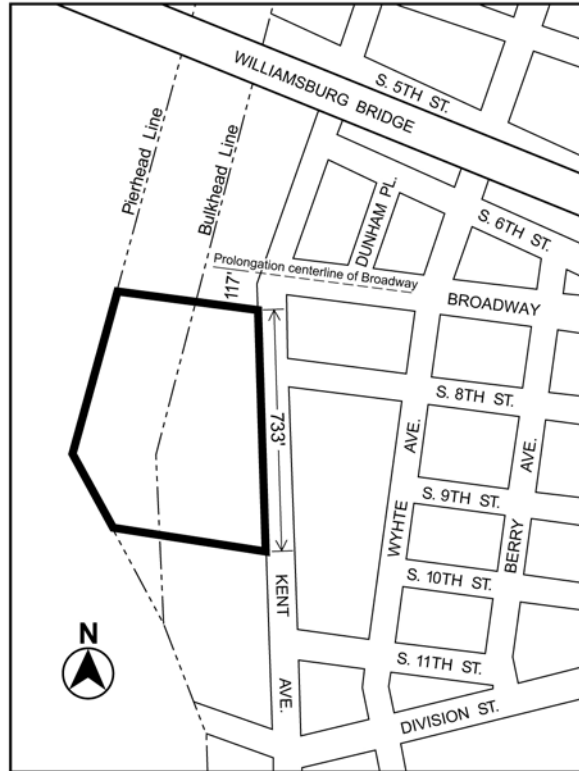 S. 5TH ST.
WILLIAMSBURG BRIDGE
Pierhead Line
Bulkhead Line
DUNHAM PL.
S. 6TH ST.
Prolongation centerline of Broadway
117'
BROADWAY
S. 8TH ST.
733'
WYHTE AVE.
BERRY AVE.
S. 9TH ST.
S. 10TH ST.
KENT AVE.
S. 11TH ST.
DIVISION ST.
N